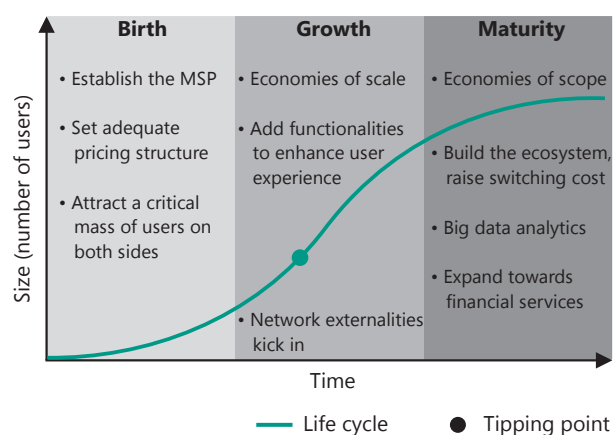 Birth
• Establish the MSP
• Set adequate
pricing structure
• Attract a critical
mass of users on
both sides
Growth
• Economies of scale
• Add functionalities
to enhance user
experience
• Network externalities
kick in
Maturity
• Economies of scope
• Build the ecosystem,
raise switching cost
• Big data analytics
• Expand towards
financial services
Size (number of users)
Time
Life cycle
Tipping point